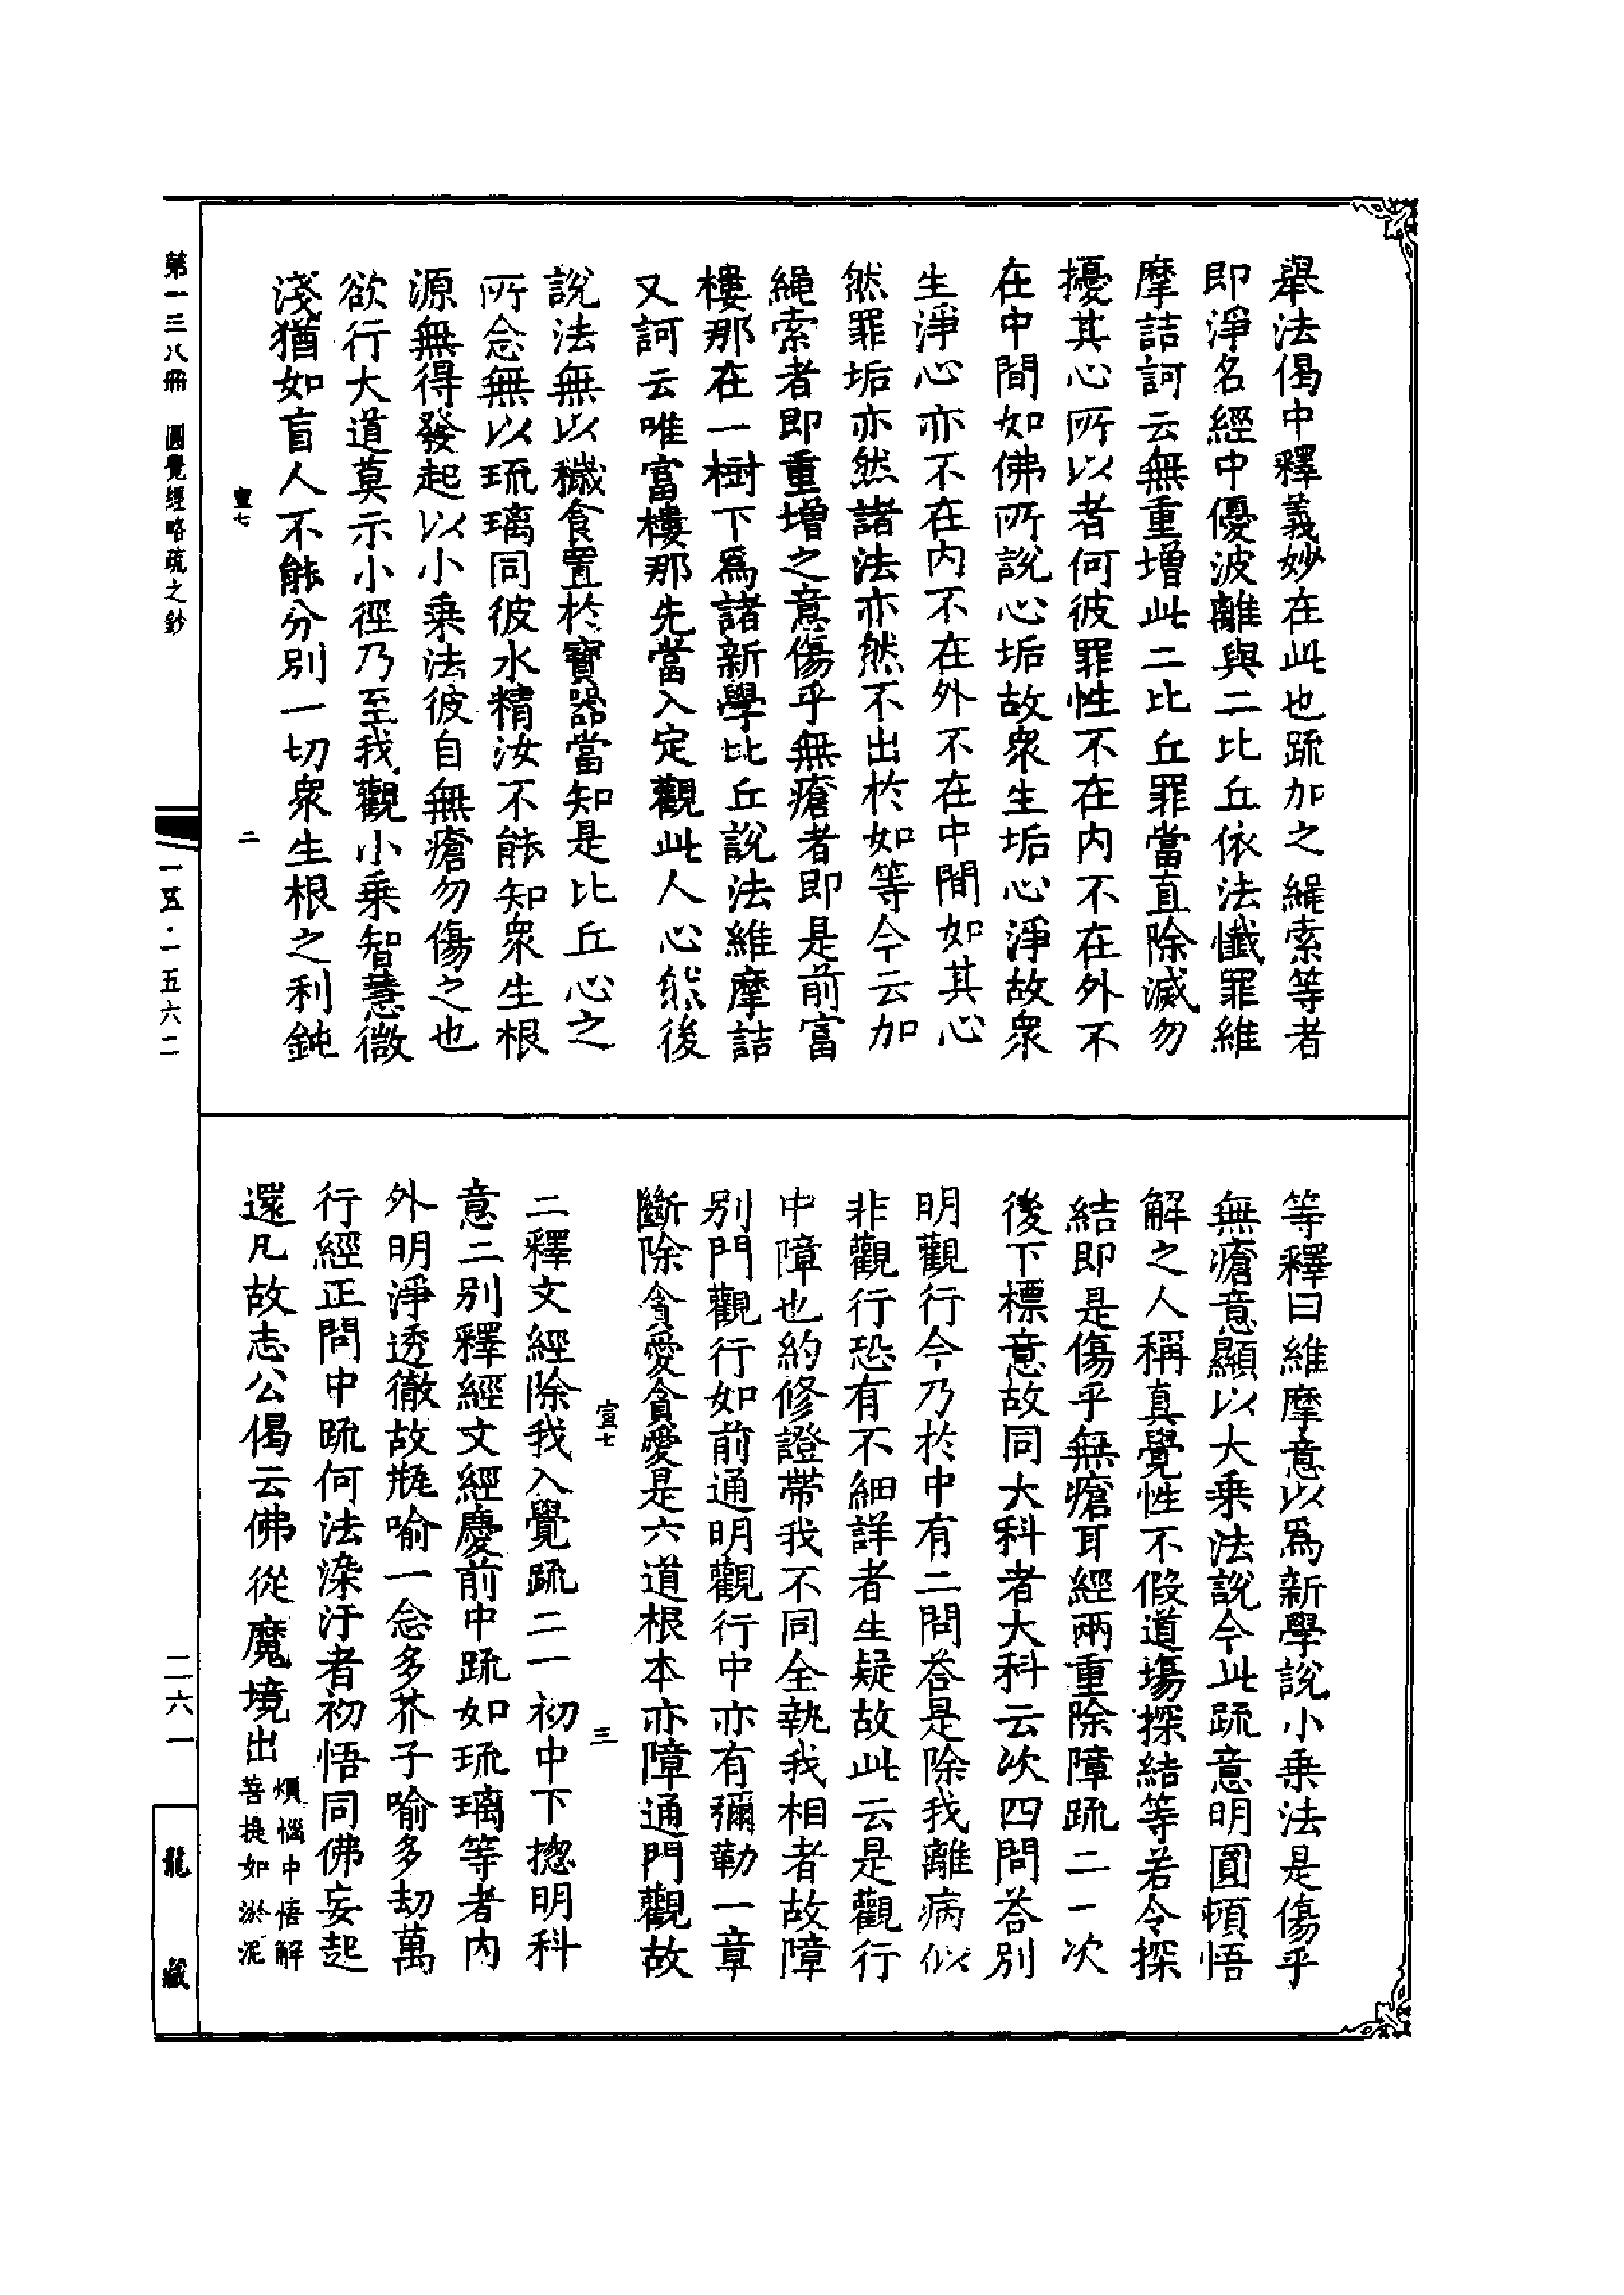 舉法偈中釋義妙在此也䟽加之繩索等者
即淨名經中優波離與二比丘依法懺罪維
摩詰訶云無重增此二比丘罪當直除滅勿
擾其心所以者何彼罪性不在内不在外不
在中間如佛所說心垢故衆生垢心淨故衆
生淨心亦不在内不在外不在中間如其心
然罪垢亦然諸法亦然不出於如等今云加
繩索者即重增之意傷乎無瘡者即是前富
樓那在一樹下爲諸新學比丘說法維摩詰
又訶云唯富樓那先當入定觀此人心然後
說法無以穢食置於寶器當知是比丘心之
所念無以琉璃同彼水精汝不能知衆生根
源無得發起以小乗法彼自無瘡勿傷之也
欲行大道莫示小徑乃至我觀小乗智慧微
淺猶如盲人不能分別一切衆生根之利鈍
宣七
二
等釋曰維摩意以爲新學說小乗法是傷乎
無瘡意顯以大乗法說今此䟽意明圓頓悟
解之人稱真覺性不假道塲探結等若令探
結即是傷乎無瘡耳經兩重除障䟽二一次
後下標意故同大科者大科云次四問荅別
明觀行今乃於中有二問荅是除我離病似
非觀行恐有不細詳者生疑故此云是觀行
中障也約修證帶我不同全執我相者故障
別門觀行如前通明觀行中亦有彌勒一章
斷除貪愛貪愛是六道根本亦障通門觀故
宣七
三
二釋文經除我入覺䟽二一初中下揔明科
意二別釋經文經慶前中䟽如琉璃等者内
外明淨透徹故瓶喻一念多芥子喻多劫萬
行經正問中䟽何法染汙者初悟同佛妄起
還凡故志公偈云佛從魔境出煩惱中悟解
菩提如淤泥
第一三八冊 圓覺經略疏之鈔
一五·一五六二
二六一
龍藏